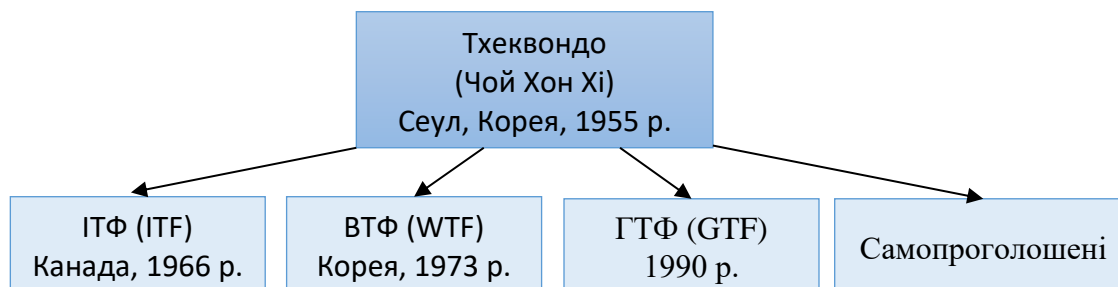 Тхеквондо
(Чой Хон Хі)
Сеул, Корея, 1955 р.
ІТФ (ITF)
Канада, 1966 р.
ВТФ (WTF)
Корея, 1973 р.
ГТФ (GTF)
1990 р.
Самопроголошені